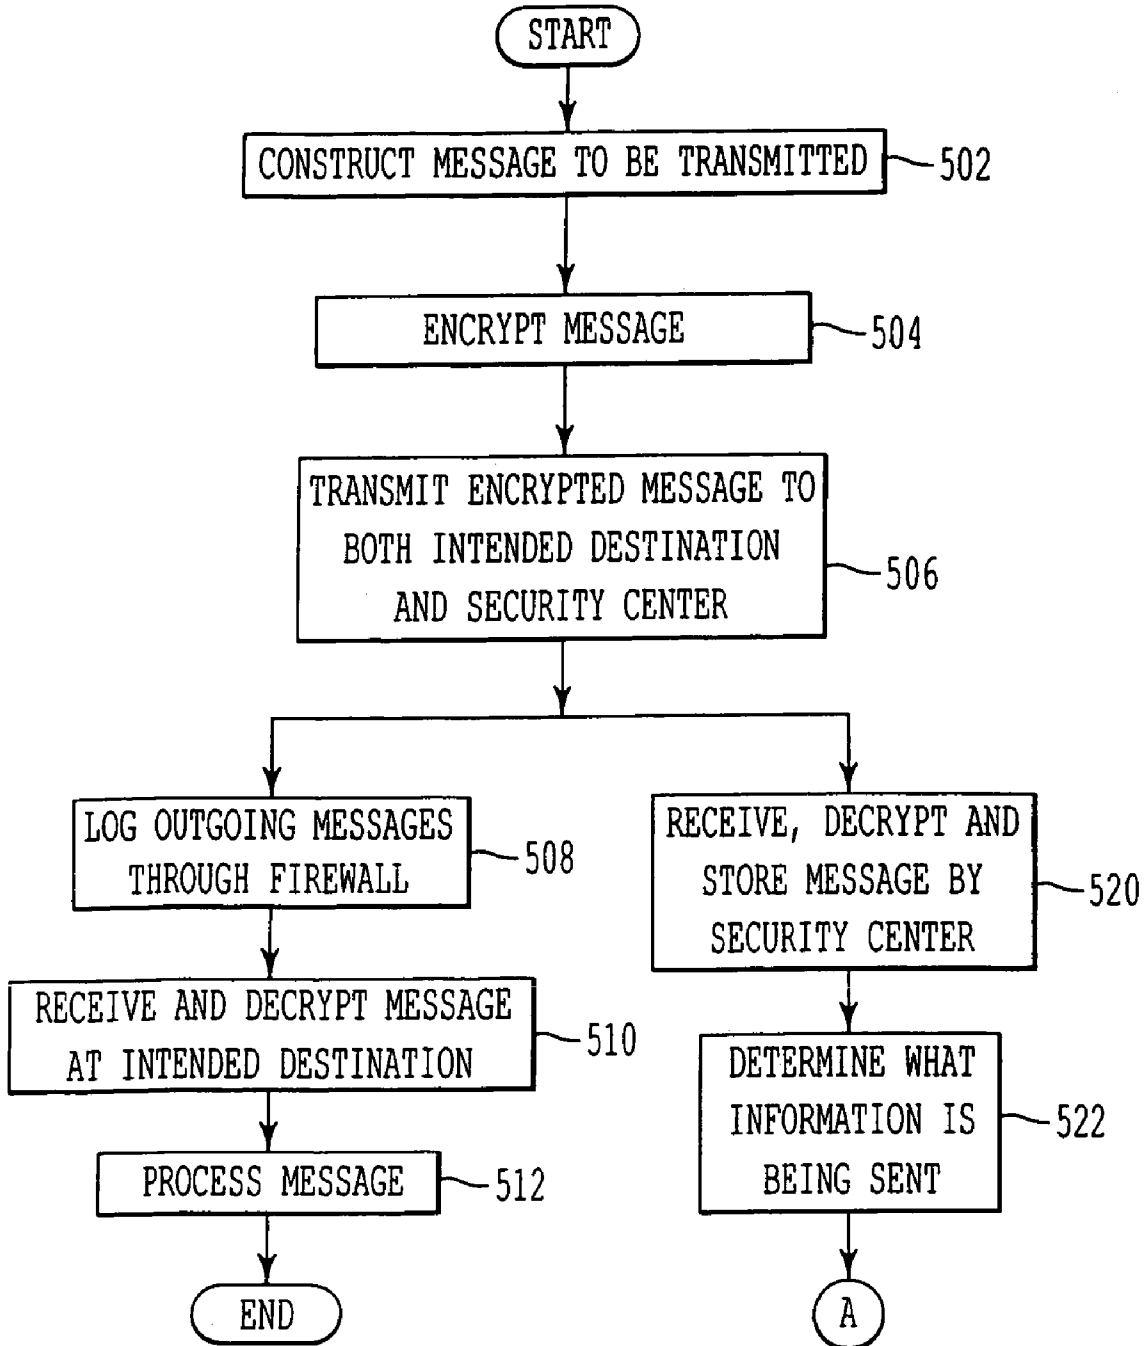 START
CONSTRUCT MESSAGE TO BE TRANSMITTED
502
ENCRYPT MESSAGE
504
TRANSMIT ENCRYPTED MESSAGE TO
BOTH INTENDED DESTINATION
AND SECURITY CENTER
506
LOG OUTGOING MESSAGES
THROUGH FIREWALL
508
RECEIVE AND DECRYPT MESSAGE
AT INTENDED DESTINATION
510
PROCESS MESSAGE
512
END
RECEIVE, DECRYPT AND
STORE MESSAGE BY
SECURITY CENTER
520
DETERMINE WHAT
INFORMATION IS
BEING SENT
522
A